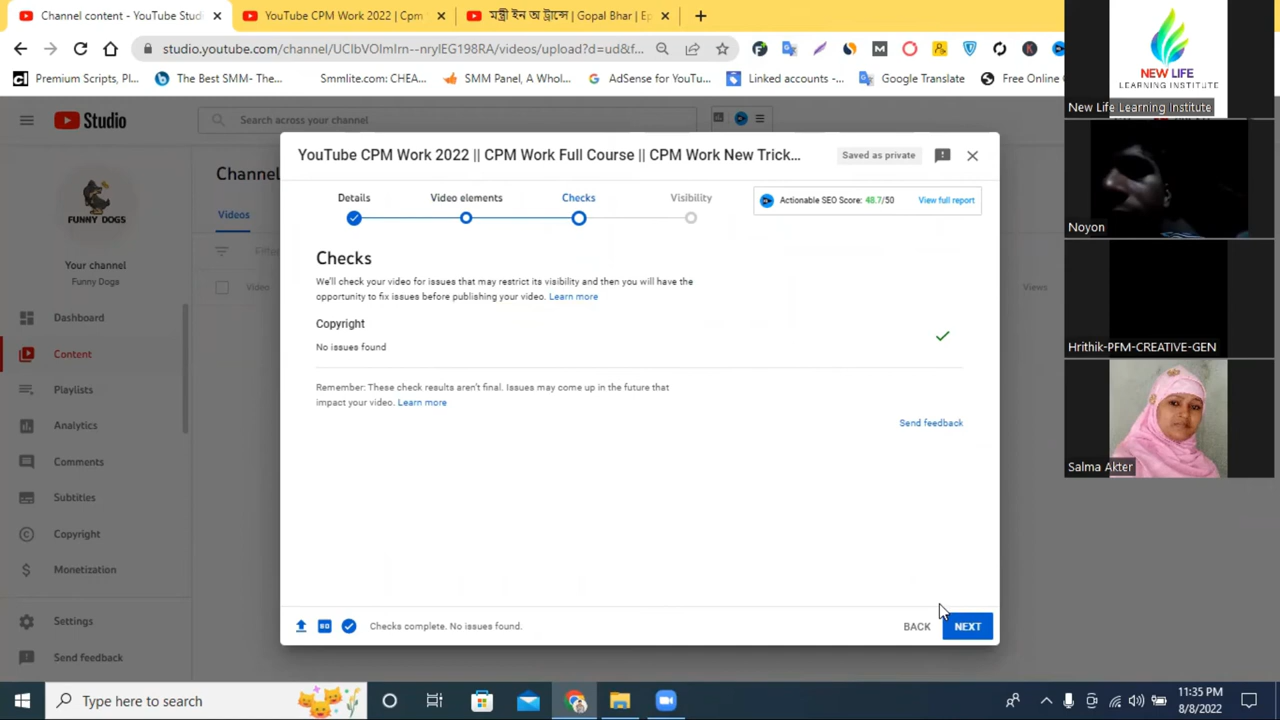 Channel content - YouTube Stud
YouTube CPM Work 2022 | Cpm
মন্ত্রী ইন অ ট্রান্সে | Gopal Bhar | Ep
studio.youtube.com/channel/UCIbVOlmIrn--nrylEG198RA/videos/upload?d=ud&f...
Premium Scripts, Pl...
The Best SMM- The...
Smmlite.com: CHEA...
SMM Panel, A Whol...
AdSense for YouTu...
Linked accounts -...
Google Translate
Free Online
Studio
Search across your channel
FUNNY DOGS
Your channel
Funny Dogs
Dashboard
Content
Playlists
Analytics
Comments
Subtitles
Copyright
Monetization
Settings
Send feedback
Channel
Videos
Filter
Video
Views
YouTube CPM Work 2022 || CPM Work Full Course || CPM Work New Trick...
Saved as private
Details
Video elements
Checks
Visibility
Actionable SEO Score: 48.7/50
View full report
Checks
We'll check your video for issues that may restrict its visibility and then you will have the
opportunity to fix issues before publishing your video. Learn more
Copyright
No issues found
Remember: These check results aren't final. Issues may come up in the future that
impact your video. Learn more
Send feedback
Checks complete. No issues found.
BACK
NEXT
NEW LIFE
LEARNING INSTITUTE
New Life Learning Institute
Noyon
Hrithik-PFM-CREATIVE-GEN
Salma Akter
Type here to search
11:35 PM
8/8/2022